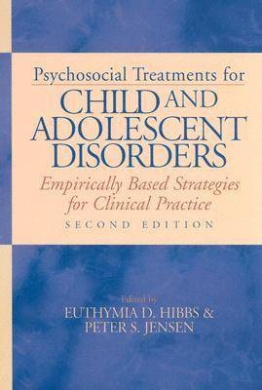 Psychosocial Treatments for
CHILD AND
ADOLESCENT
DISORDERS
Empirically Based Strategies
for Clinical Practice
SECOND EDITION
Edited by
EUTHYMIA D. HIBBS &
PETER S. JENSEN